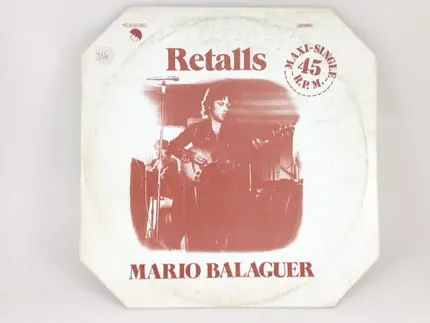 Retalls
MAXI-SINGLE
45
R.P.M.
MARIO BALAGUER